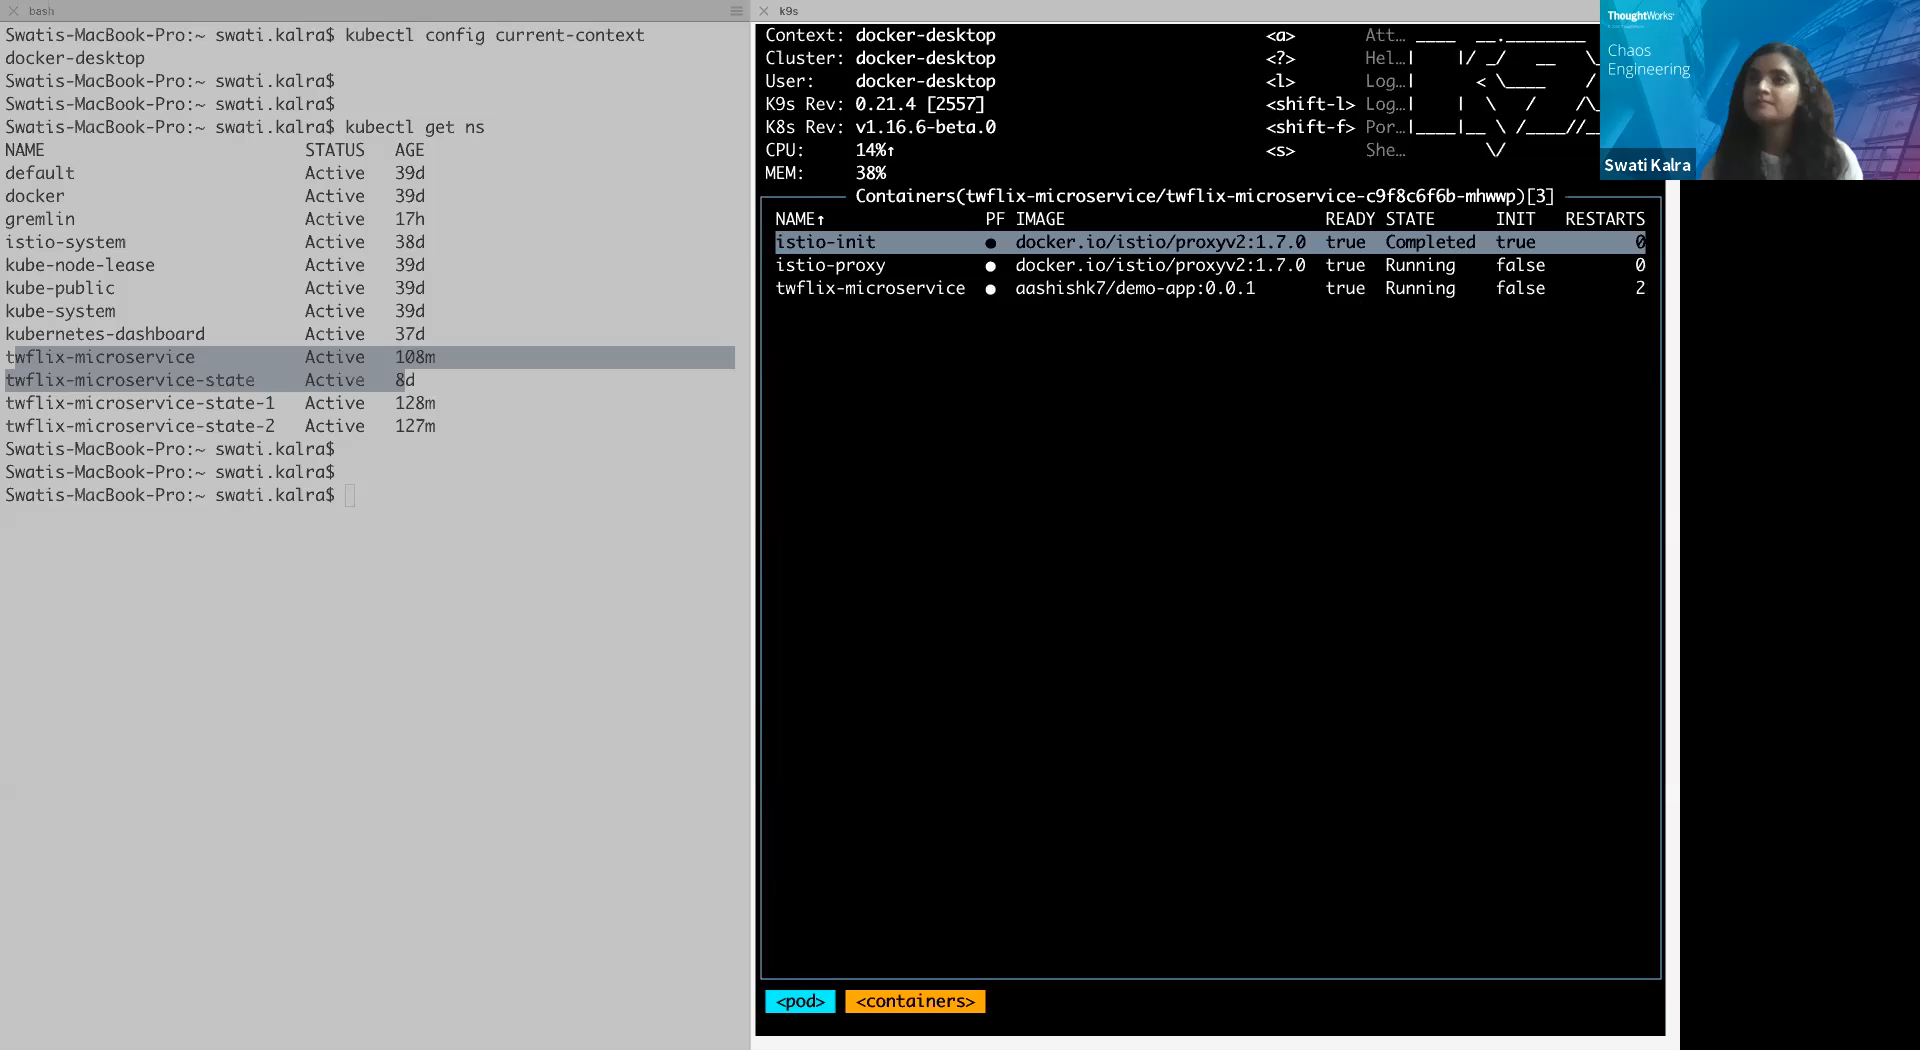 bash
Swatis-MacBook-Pro:~ swati.kalra$ kubectl config current-context
docker-desktop
Swatis-MacBook-Pro:~ swati.kalra$
Swatis-MacBook-Pro:~ swati.kalra$
Swatis-MacBook-Pro:~ swati.kalra$ kubectl get ns
NAME STATUS AGE
default Active 39d
docker Active 39d
gremlin Active 17h
istio-system Active 38d
kube-node-lease Active 39d
kube-public Active 39d
kube-system Active 39d
kubernetes-dashboard Active 37d
twflix-microservice Active 108m
twflix-microservice-state Active 8d
twflix-microservice-state-1 Active 128m
twflix-microservice-state-2 Active 127m
Swatis-MacBook-Pro:~ swati.kalra$
Swatis-MacBook-Pro:~ swati.kalra$
Swatis-MacBook-Pro:~ swati.kalra$
k9s
Context: docker-desktop <a> Att…
Cluster: docker-desktop <?> Hel…
User: docker-desktop <l> Log…
K9s Rev: 0.21.4 [2557] <shift-l> Log…
K8s Rev: v1.16.6-beta.0 <shift-f> Por…
CPU: 14%↑ <s> She…
MEM: 38%
Containers(twflix-microservice/twflix-microservice-c9f8c6f6b-mhwwp)[3]
NAME↑ PF IMAGE READY STATE INIT RESTARTS
istio-init ● docker.io/istio/proxyv2:1.7.0 true Completed true 0
istio-proxy ● docker.io/istio/proxyv2:1.7.0 true Running false 0
twflix-microservice ● aashishk7/demo-app:0.0.1 true Running false 2
<pod> <containers>
ThoughtWorks
Chaos
Engineering
Swati Kalra